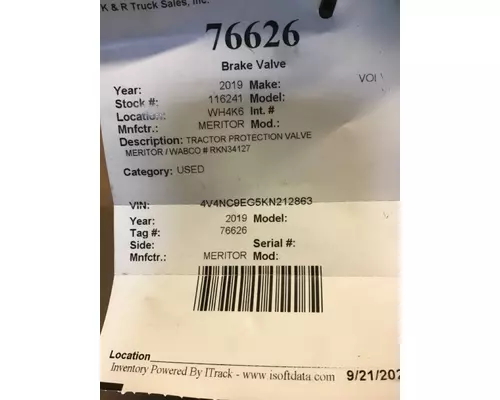 K & R Truck Sales, Inc.
76626
Brake Valve
Year: 2019 Make:
Stock #: 116241 Model:
Location: WH4K6 Int. #
Mnfctr.: MERITOR Mod.:
Description: TRACTOR PROTECTION VALVE
MERITOR / WABCO # RKN34127
Category: USED
VIN: 4V4NC9EG5KN212863
Year: 2019 Model:
Tag #: 76626
Side: Serial #:
Mnfctr.: MERITOR Mod:
Location
Inventory Powered By ITrack - www.isoftdata.com 9/21/202